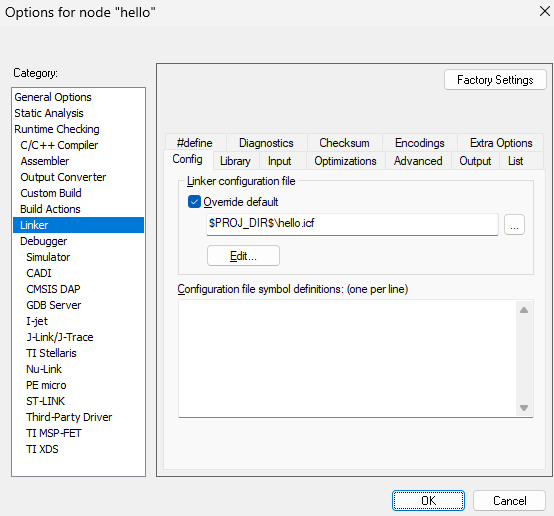 Options for node "hello"
Category:
General Options
Static Analysis
Runtime Checking
C/C++ Compiler
Assembler
Output Converter
Custom Build
Build Actions
Linker
Debugger
Simulator
CADI
CMSIS DAP
GDB Server
I-jet
J-Link/J-Trace
TI Stellaris
Nu-Link
PE micro
ST-LINK
Third-Party Driver
TI MSP-FET
TI XDS
Factory Settings
#define Diagnostics Checksum Encodings Extra Options
Config Library Input Optimizations Advanced Output List
Linker configuration file
Override default
$PROJ_DIR$\hello.icf
...
Edit...
Configuration file symbol definitions: (one per line)
OK Cancel